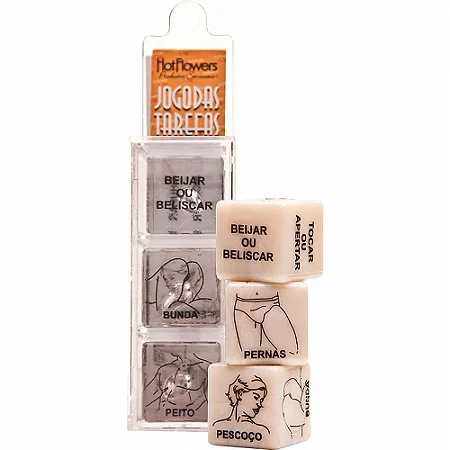 HotFlowers
JOGO DAS
TAREFAS
BEIJAR
OU
BELISCAR
BUNDA
PEITO
BEIJAR
OU
BELISCAR
TOCAR
OU
APERTAR
PERNAS
PESCOÇO